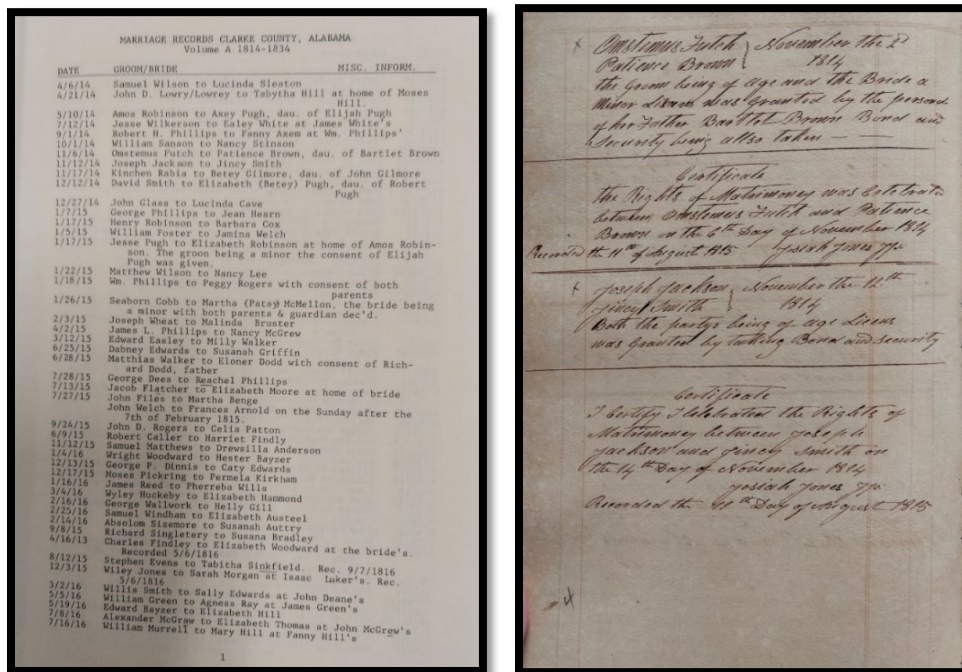 MARRIAGE RECORDS CLARKE COUNTY, ALABAMA
Volume A 1814-1834
DATE GROOM/BRIDE MISC. INFORM.
4/6/14 Samuel Wilson to Lucinda Sleaton
4/21/14 John D. Lowry/Lowrey to Tabytha Hill at home of Moses
Hill.
5/10/14 Amos Robinson to Axey Pugh, dau. of Elijah Pugh
7/12/14 Jesse Wilkerson to Ealey White at James White's
9/1/14 Robert H. Phillips to Fanny Axem at Wm. Phillips'
10/1/14 William Sanson to Nancy Stinson
11/6/14 Omstemus Futch to Patience Brown, dau. of Bartlet Brown
11/12/14 Joseph Jackson to Jincy Smith
11/17/14 Kinchen Rabia to Betey Gilmore, dau. of John Gilmore
12/12/14 David Smith to Elizabeth (Betey) Pugh, dau. of Robert
Pugh
12/27/14 John Glass to Lucinda Cave
1/7/15 George Phillips to Jean Hearn
1/17/15 Henry Robinson to Barbara Cox
1/5/15 William Foster to Jamina Welch
1/17/15 Jesse Pugh to Elizabeth Robinson at home of Amos Robin-
son. The groon being a minor the consent of Elijah
Pugh was given.
1/22/15 Matthew Wilson to Nancy Lee
1/18/15 Wm. Phillips to Peggy Rogers with consent of both
parents
1/26/15 Seaborn Cobb to Martha (Patsy) McMellon, the bride being
a minor with both parents & guardian dec'd.
2/3/15 Joseph Wheat to Malinda Bruster
4/2/15 James L. Phillips to Nancy McGrew
3/12/15 Edward Easley to Milly Walker
6/25/15 Dabney Edwards to Susanah Griffin
6/28/15 Matthias Walker to Eloner Dodd with consent of Rich-
ard Dodd, father
7/28/15 George Dees to Reachel Phillips
7/13/15 Jacob Flatcher to Elizabeth Moore at home of bride
7/27/15 John Files to Martha Benge
John Welch to Frances Arnold on the Sunday after the
7th of February 1815.
9/24/15 John D. Rogers to Celia Patton
6/9/15 Robert Caller to Harriet Findly
11/12/15 Samuel Matthews to Drewsilla Anderson
1/4/16 Wright Woodward to Hester Bayzer
12/13/15 George P. Dinnis to Caty Edwards
12/17/15 Moses Pickring to Permela Kirkham
1/16/16 James Reed to Pherreba Wills
3/4/16 Wyley Huckeby to Elizabeth Hammond
2/16/16 George Wallwork to Helly Gill
2/25/16 Samuel Windham to Elizabeth Austeel
2/14/16 Absolom Sizemore to Susanah Auttry
9/8/15 Richard Singletery to Susana Bradley
4/16/13 Charles Findley to Elizabeth Woodward at the bride's.
Recorded 5/6/1816
8/12/15 Stephen Evens to Tabitha Sinkfield. Rec. 9/7/1816
12/3/15 Wiley Jones to Sarah Morgan at Isaac Luker's. Rec.
5/6/1816
3/2/16 Willis Smith to Sally Edwards at John Deane's
5/5/16 William Green to Agness Ray at James Green's
5/19/16 Edward Bayzer to Elizabeth Hill
7/8/16 Alexander McGraw to Elizabeth Thomas at John McGrew's
7/16/16 William Murrell to Mary Hill at Fanny Hill's
1
x Omstemus Futch } November the 2d
Patience Brown } 1814
the Groom being of age and the Bride a
Minor Licens was Granted by the
of her Father Bartlet Brown Bond and
Security being allso taken
Certificate
the Rights of Matrimoney was Celebrated
between Omstemus Futch and Patience
Brown on the 6th Day of November 1814
Recorded the 11th of August 1815 Josiah Jones Jp.
x Joseph Jackson } November the 12th
Jincy Smith } 1814
Both the partys being of age Licens
was Granted by takting Bond and security
Certificate
I Certify I Celebrated the Rights of
Matrimoney between Joseph
Jackson and Jincy Smith on
the 14th Day of November 1814
Josiah Jones Jp.
Recorded the 11th Day of August 1815